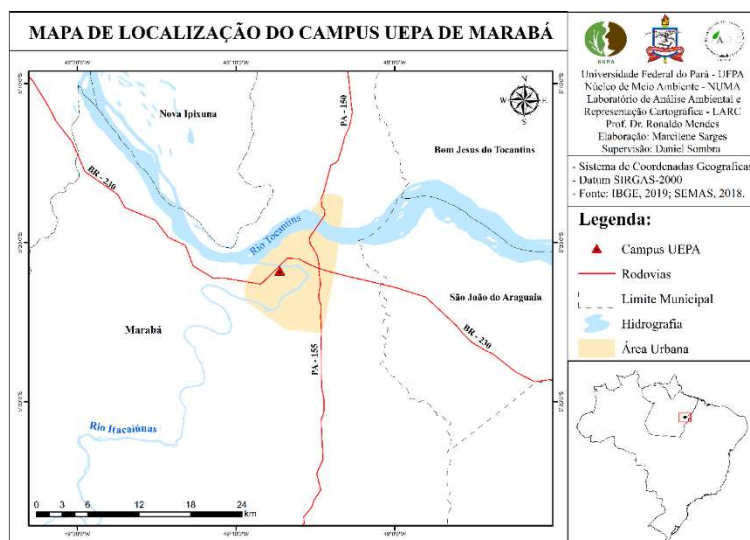 MAPA DE LOCALIZAÇÃO DO CAMPUS UEPA DE MARABÁ
NUMA
Universidade Federal do Pará - UFPA
Núcleo de Meio Ambiente - NUMA
Laboratório de Análise Ambiental e
Representação Cartográfica - LARC
Prof. Dr. Ronaldo Mendes
Elaboração: Marcilene Sarges
Supervisão: Daniel Sombra
- Sistema de Coordenadas Geograficas
- Datum SIRGAS-2000
- Fonte: IBGE, 2019; SEMAS, 2018.
Legenda:
Campus UEPA
Rodovias
Limite Municipal
Hidrografia
Área Urbana
N
W E
S
Nova Ipixuna
PA - 150
Bom Jesus do Tocantins
BR - 230
Rio Tocantins
São João do Araguaia
Marabá
BR - 230
PA - 155
Rio Itacaiúnas
0 3 6 12 18 24
km